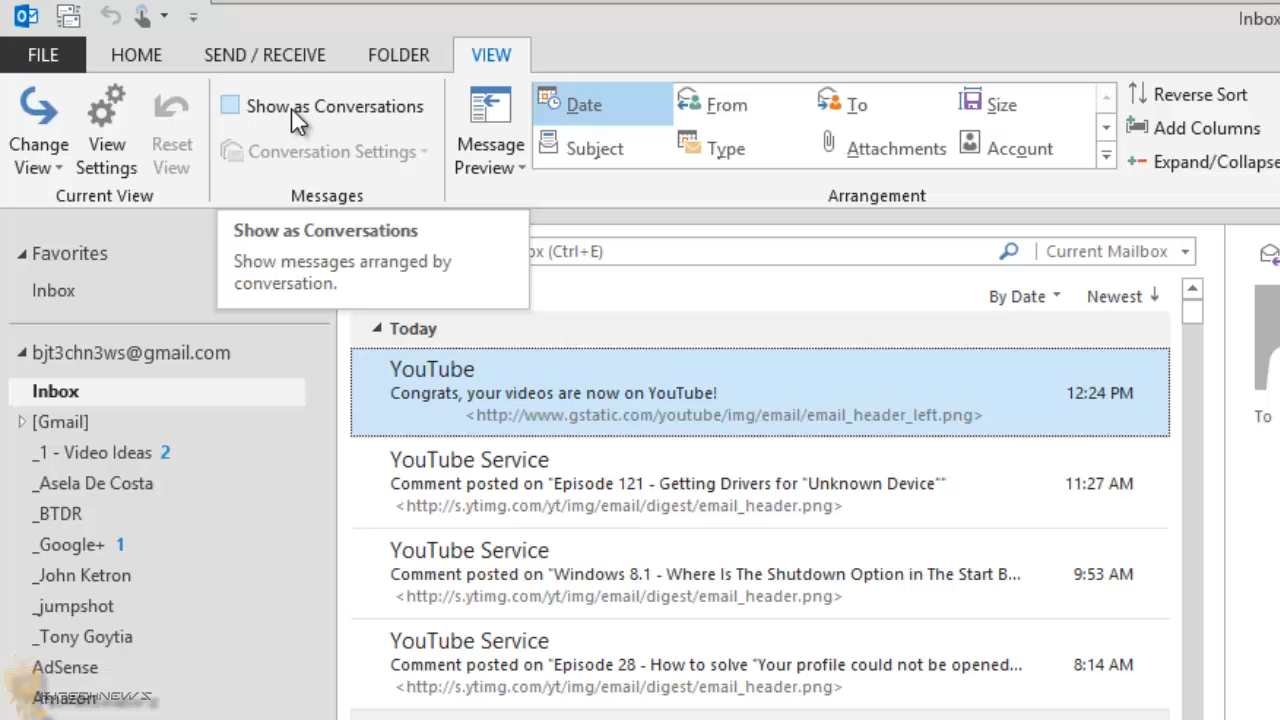 Inbox
FILE
HOME
SEND / RECEIVE
FOLDER
VIEW
Change View
View Settings
Reset View
Current View
Show as Conversations
Conversation Settings
Messages
Message Preview
Date
From
To
Size
Subject
Type
Attachments
Account
Arrangement
Reverse Sort
Add Columns
Expand/Collapse
Show as Conversations
Show messages arranged by
conversation.
ox (Ctrl+E)
Current Mailbox
By Date
Newest
Favorites
Inbox
bjt3chn3ws@gmail.com
Inbox
[Gmail]
_1 - Video Ideas 2
_Asela De Costa
_BTDR
_Google+ 1
_John Ketron
_jumpshot
_Tony Goytia
AdSense
Amazon
Today
YouTube
Congrats, your videos are now on YouTube! 12:24 PM
<http://www.gstatic.com/youtube/img/email/email_header_left.png>
YouTube Service
Comment posted on "Episode 121 - Getting Drivers for "Unknown Device"" 11:27 AM
<http://s.ytimg.com/yt/img/email/digest/email_header.png>
YouTube Service
Comment posted on "Windows 8.1 - Where Is The Shutdown Option in The Start B... 9:53 AM
<http://s.ytimg.com/yt/img/email/digest/email_header.png>
YouTube Service
Comment posted on "Episode 28 - How to solve "Your profile could not be opened... 8:14 AM
<http://s.ytimg.com/yt/img/email/digest/email_header.png>
To